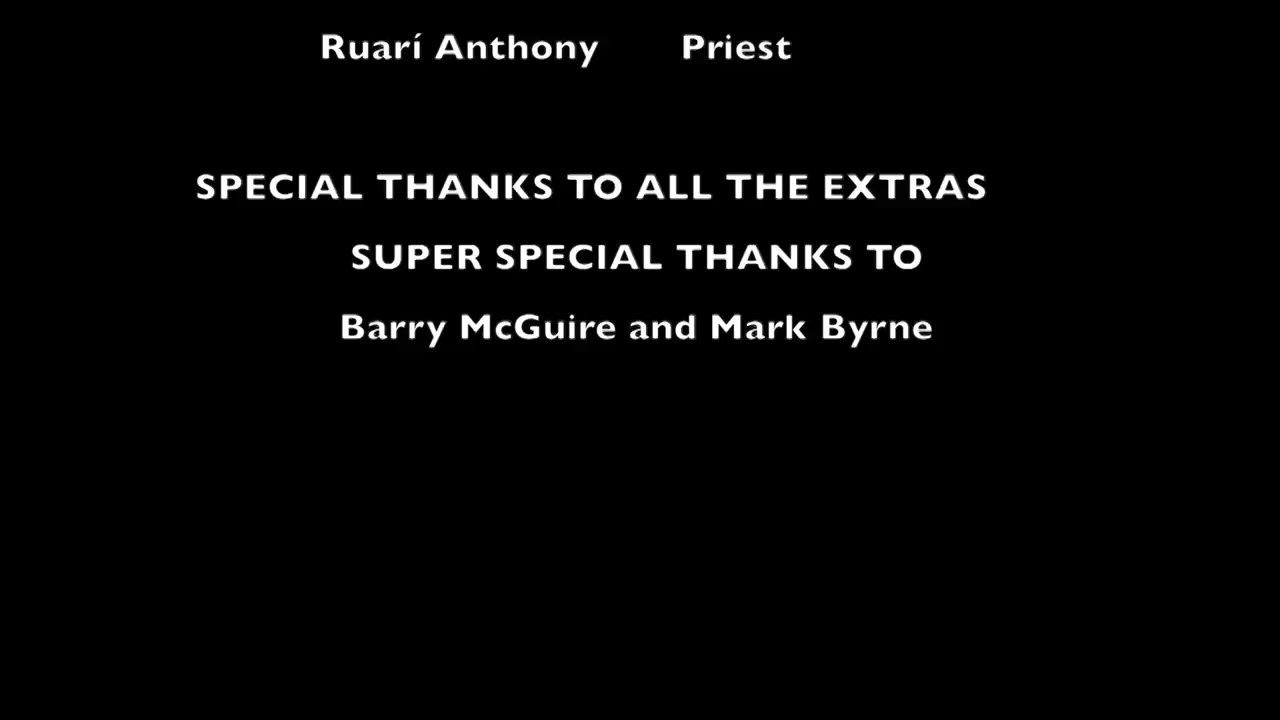 Ruarí Anthony Priest
SPECIAL THANKS TO ALL THE EXTRAS
SUPER SPECIAL THANKS TO
Barry McGuire and Mark Byrne